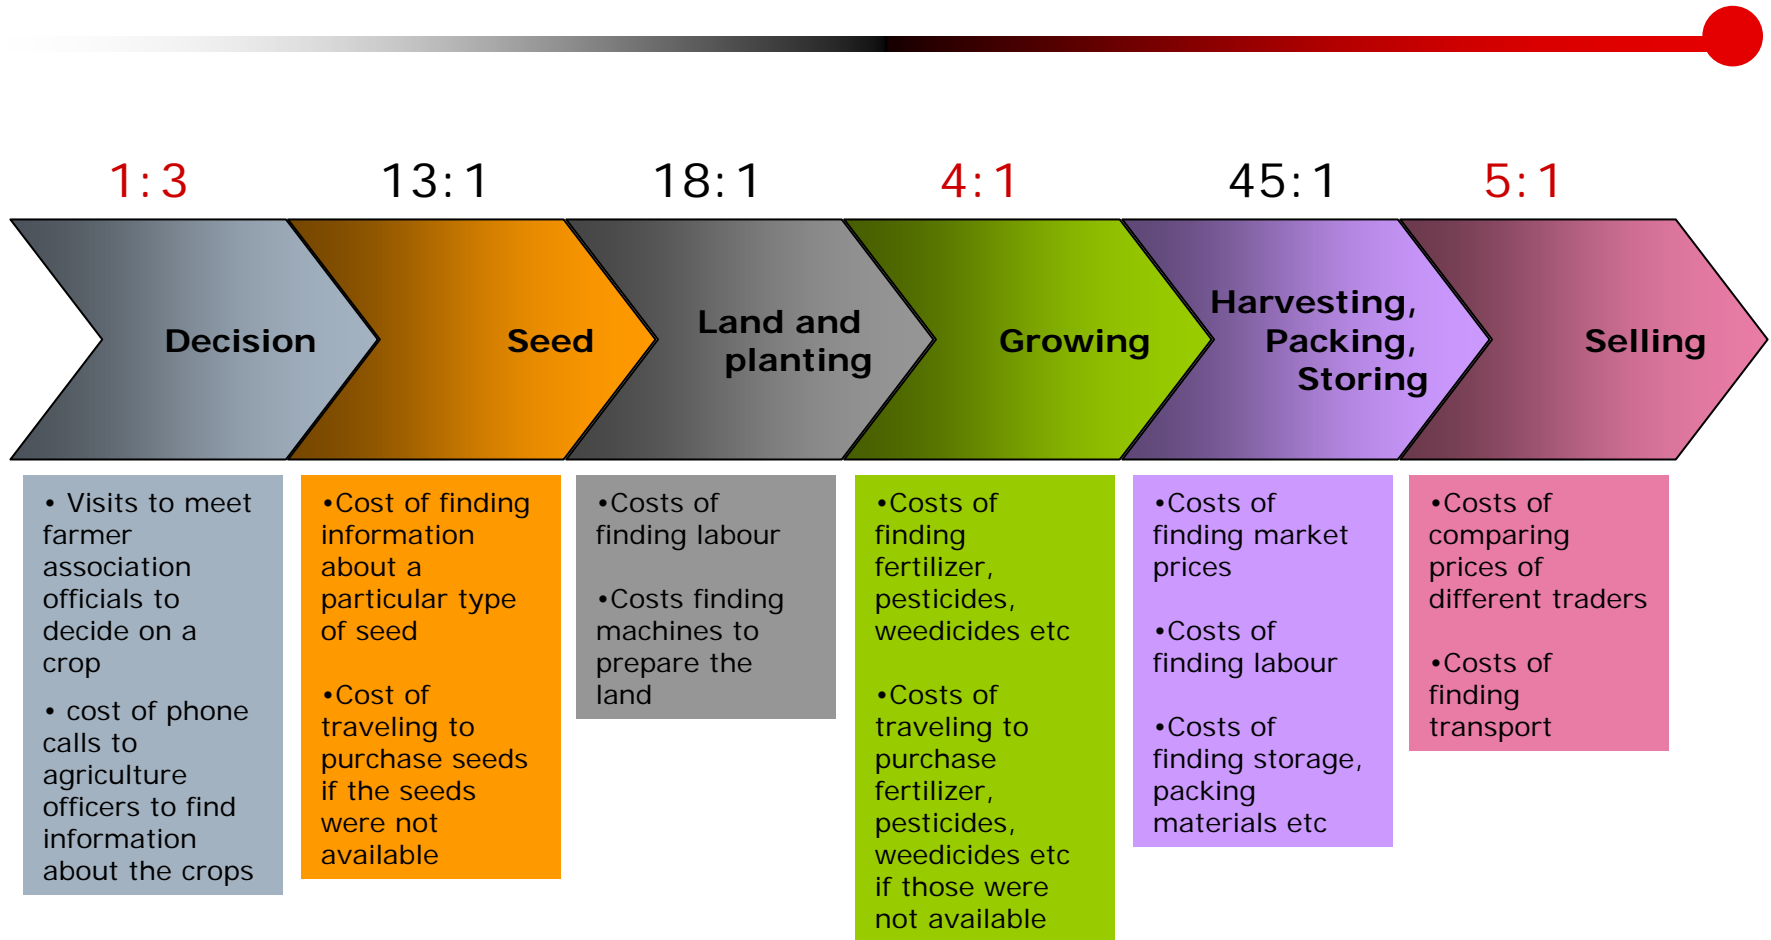 1:3
13:1
18:1
4:1
45:1
5:1
Decision
Seed
Land and
planting
Growing
Harvesting,
Packing,
Storing
Selling
• Visits to meet
farmer
association
officials to
decide on a
crop
• cost of phone
calls to
agriculture
officers to find
information
about the crops
•Cost of finding
information
about a
particular type
of seed
•Cost of
traveling to
purchase seeds
if the seeds
were not
available
•Costs of
finding labour
•Costs finding
machines to
prepare the
land
•Costs of
finding
fertilizer,
pesticides,
weedicides etc
•Costs of
traveling to
purchase
fertilizer,
pesticides,
weedicides etc
if those were
not available
•Costs of
finding market
prices
•Costs of
finding labour
•Costs of
finding storage,
packing
materials etc
•Costs of
comparing
prices of
different traders
•Costs of
finding
transport